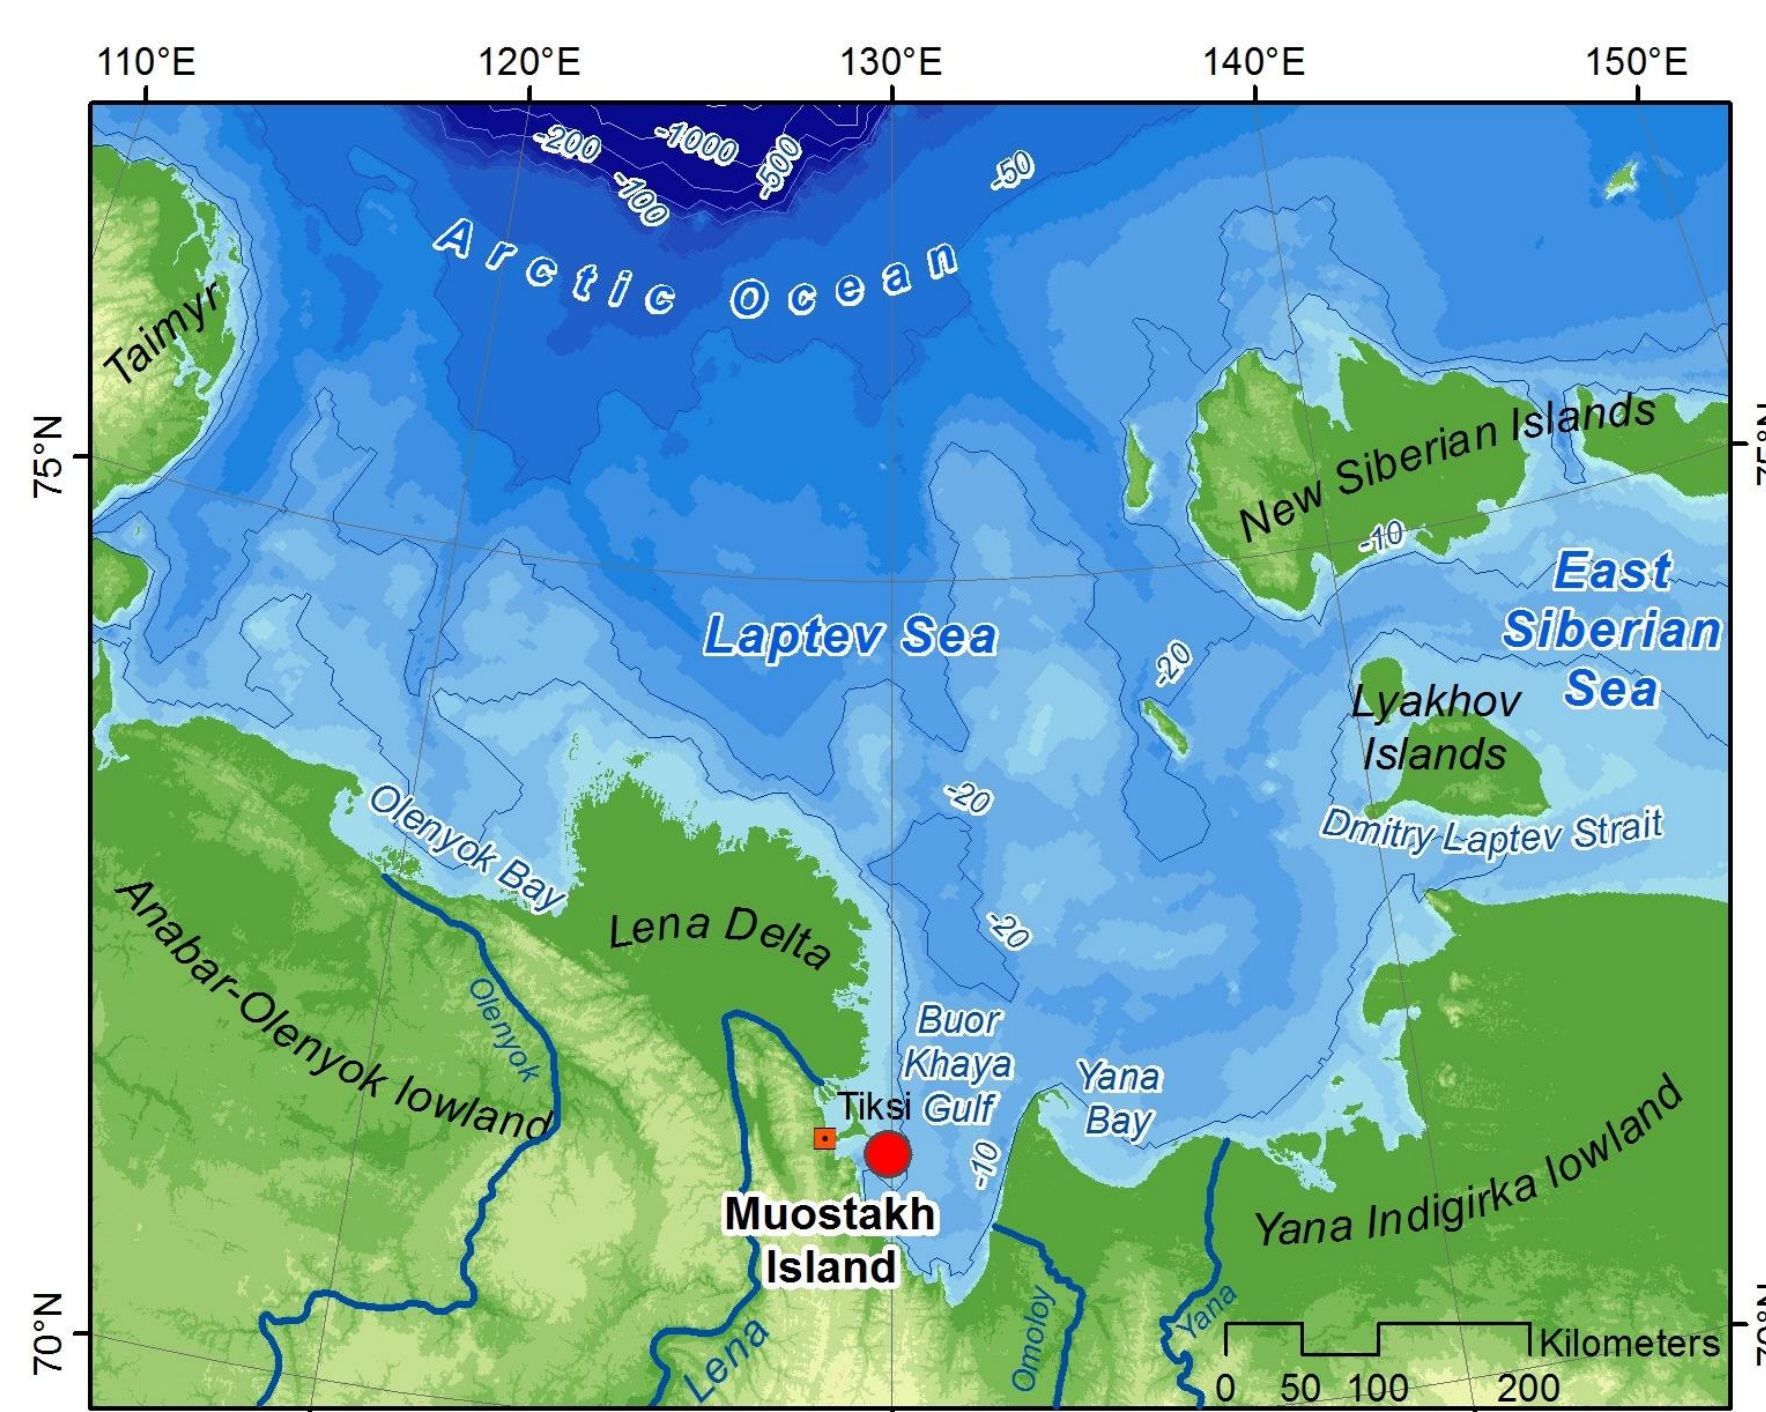 110°E 120°E 130°E 140°E 150°E
-200
-1000
-500
-100
-50
Arctic Ocean
Taimyr
75°N
75°N
New Siberian Islands
-10
East
Siberian
Sea
Laptev Sea
-20
Lyakhov
Islands
-20
Dmitry Laptev Strait
Olenyok Bay
Lena Delta
-20
Anabar-Olenyok lowland
Olenyok
Buor
Khaya
Gulf
Yana
Bay
Tiksi
-10
Muostakh
Island
Yana Indigirka lowland
70°N
70°N
Lena
Omoloy
Yana
Kilometers
0 50 100 200